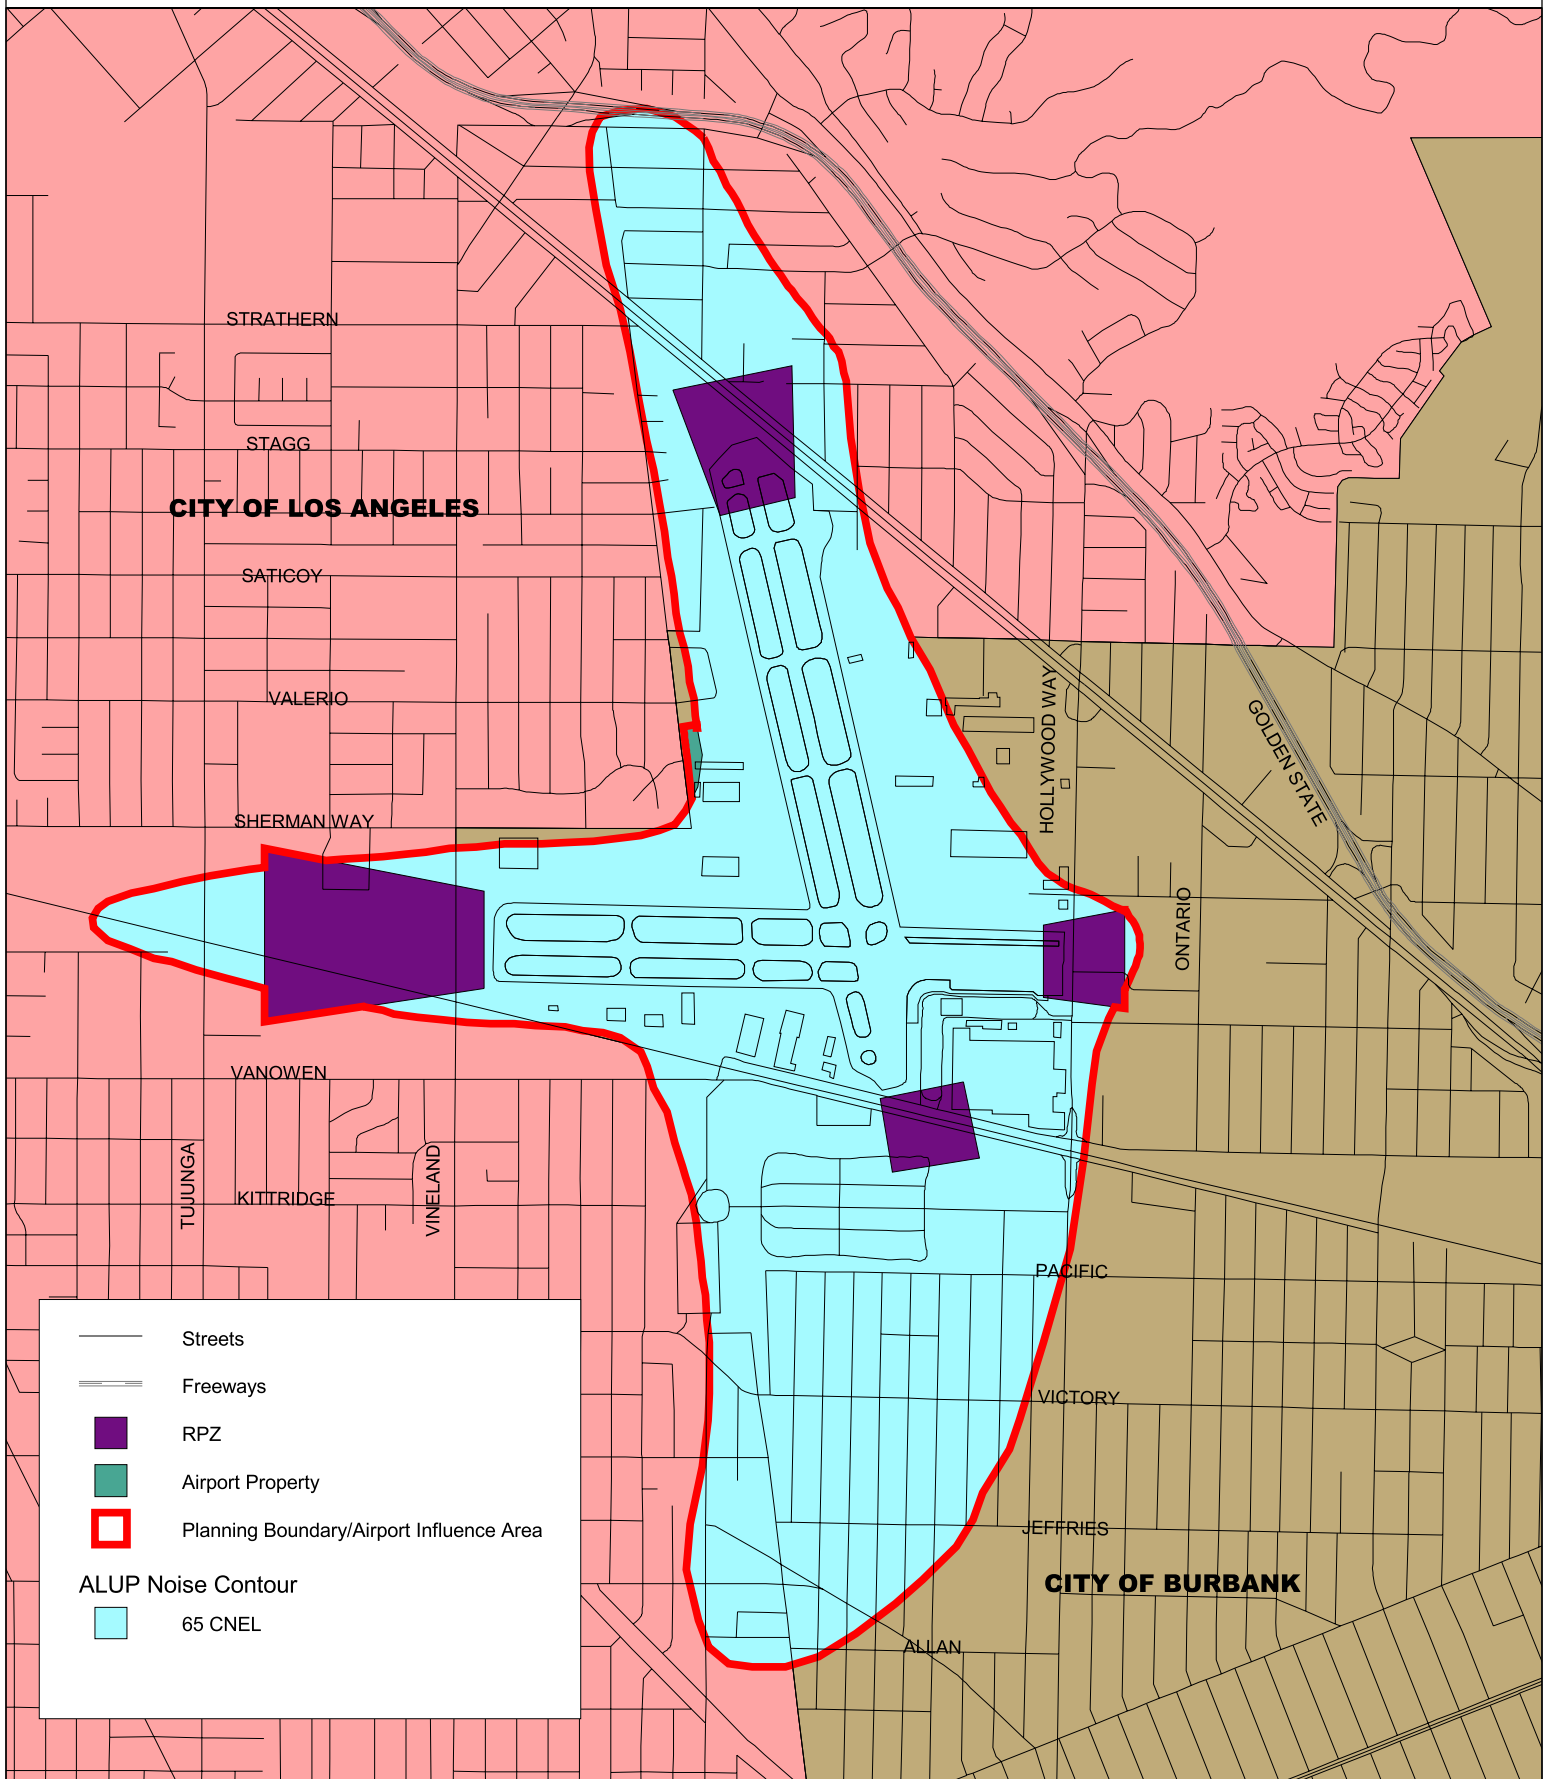 STRATHERN
STAGG
CITY OF LOS ANGELES
SATICOY
VALERIO
HOLLYWOOD WAY
GOLDEN STATE
SHERMAN WAY
ONTARIO
VANOWEN
TUJUNGA
VINELAND
KITTRIDGE
PACIFIC
VICTORY
JEFFRIES
CITY OF BURBANK
ALLAN
Streets
Freeways
RPZ
Airport Property
Planning Boundary/Airport Influence Area
ALUP Noise Contour
65 CNEL